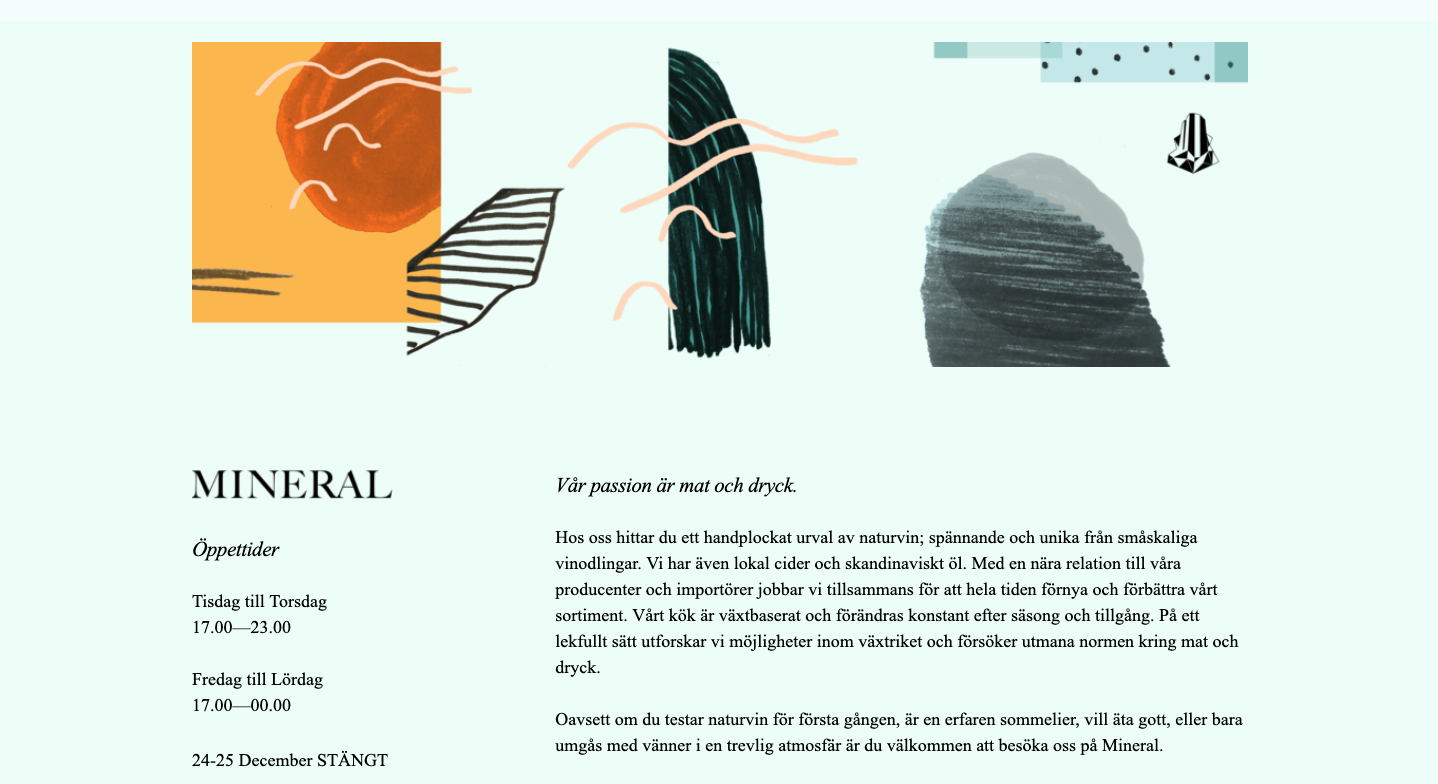 MINERAL
Öppettider
Tisdag till Torsdag
17.00—23.00
Fredag till Lördag
17.00—00.00
24-25 December STÄNGT
Vår passion är mat och dryck.
Hos oss hittar du ett handplockat urval av naturvin; spännande och unika från småskaliga
vinodlingar. Vi har även lokal cider och skandinaviskt öl. Med en nära relation till våra
producenter och importörer jobbar vi tillsammans för att hela tiden förnya och förbättra vårt
sortiment. Vårt kök är växtbaserat och förändras konstant efter säsong och tillgång. På ett
lekfullt sätt utforskar vi möjligheter inom växtriket och försöker utmana normen kring mat och
dryck.
Oavsett om du testar naturvin för första gången, är en erfaren sommelier, vill äta gott, eller bara
umgås med vänner i en trevlig atmosfär är du välkommen att besöka oss på Mineral.